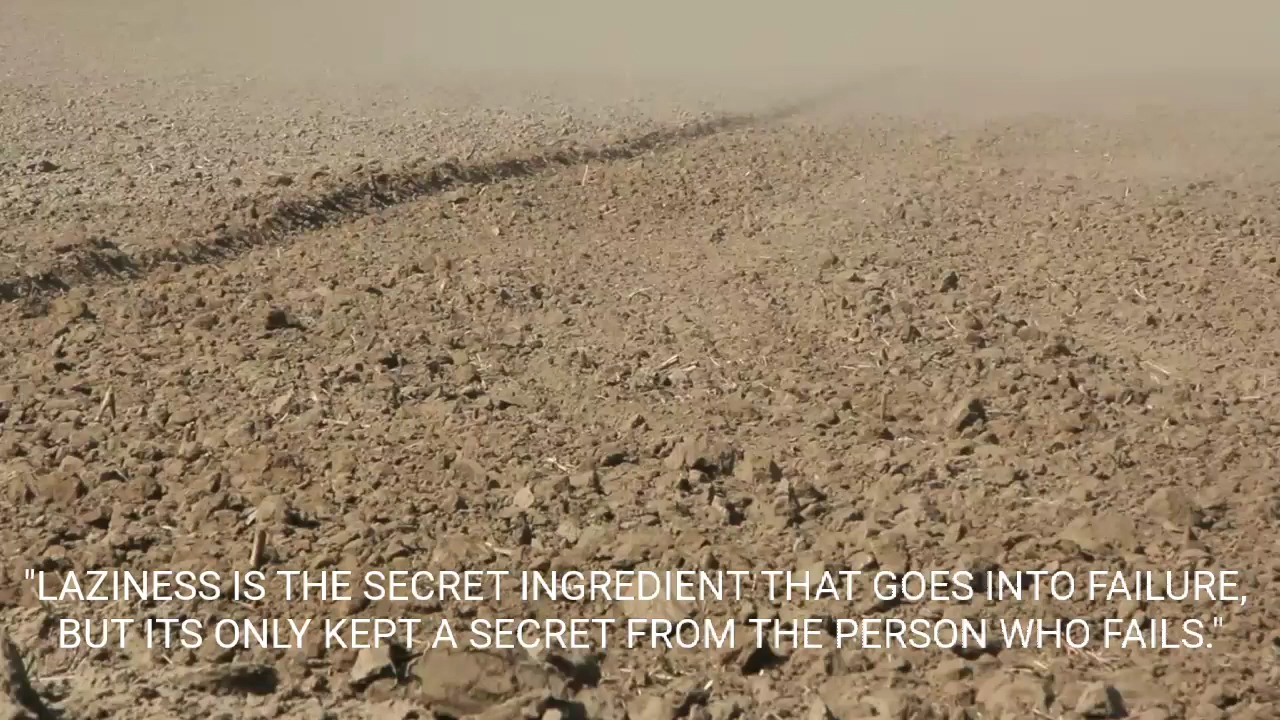 "LAZINESS IS THE SECRET INGREDIENT THAT GOES INTO FAILURE,
BUT ITS ONLY KEPT A SECRET FROM THE PERSON WHO FAILS."